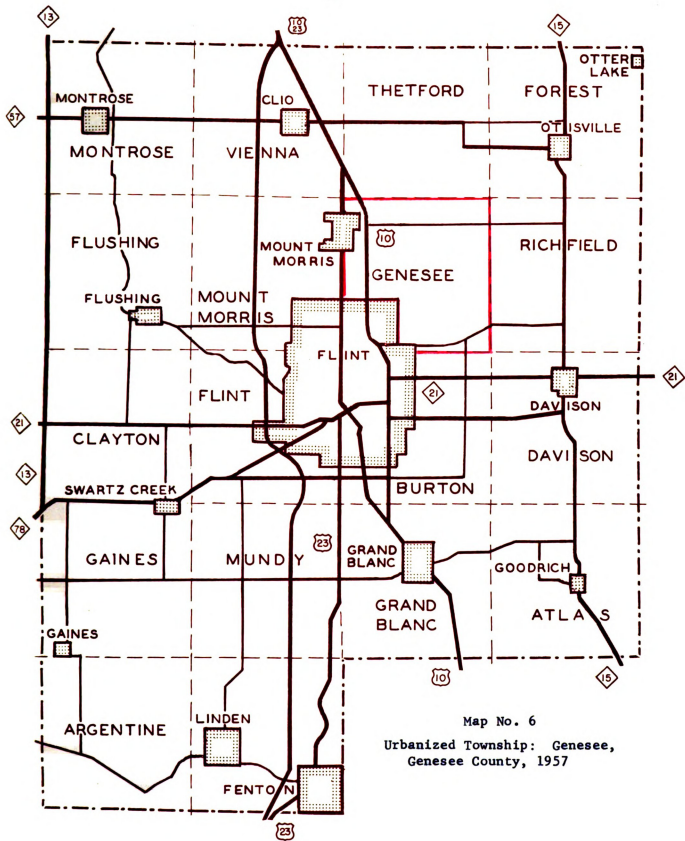 13
10
23
15
OTTER
LAKE
THETFORD
FOREST
MONTROSE
CLIO
57
OTISVILLE
MONTROSE
VIENNA
FLUSHING
MOUNT
MORRIS
10
RICHFIELD
GENESEE
FLUSHING
MOUNT
MORRIS
FLINT
21
21
FLINT
DAVISON
21
CLAYTON
DAVISON
13
SWARTZ CREEK
BURTON
78
23
GAINES
MUNDY
GRAND
BLANC
GOODRICH
GRAND
BLANC
ATLAS
GAINES
10
15
ARGENTINE
LINDEN
FENTON
23
Map No. 6
Urbanized Township: Genesee,
Genesee County, 1957